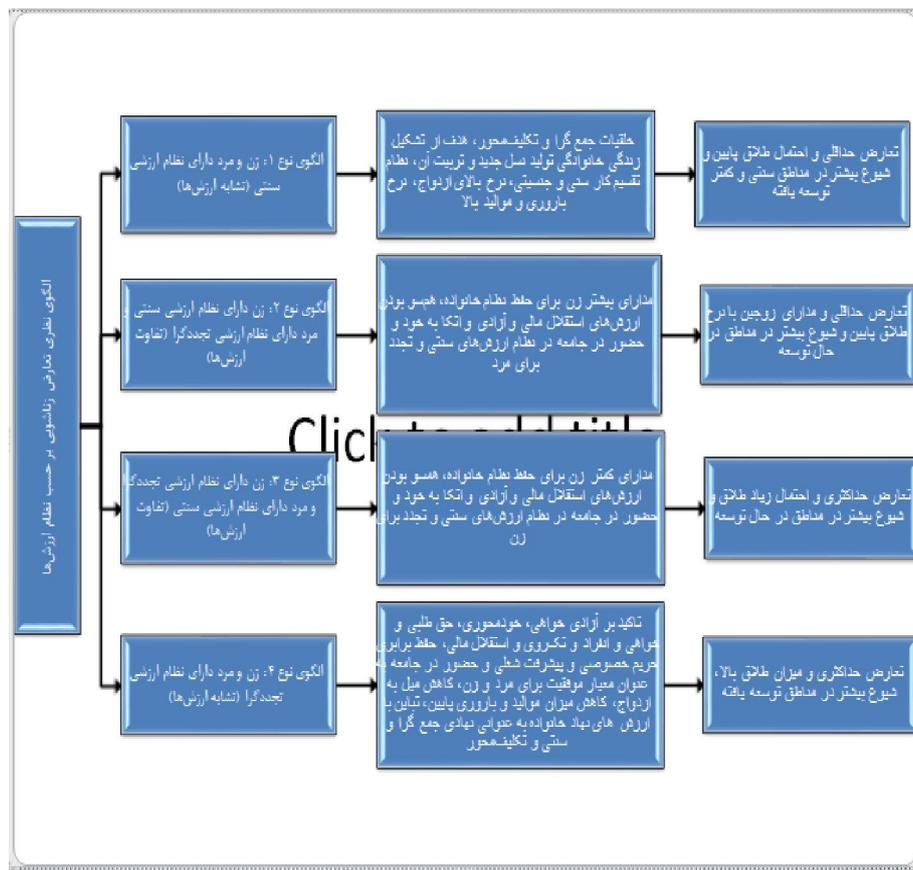 الگوی نظری تعارض زناشویی بر حسب نظام ارزش‌ها
الگوی نوع ۱: زن و مرد دارای نظام ارزشی
سنتی (تشابه ارزش‌ها)
خلقیات جمع گرا و تکلیف‌محور، هدف از تشکیل
زندگی خانوادگی تولید نسل جدید و تربیت آن، نظام
تقسیم کار سنی و جنسیتی، نرخ بالای ازدواج، نرخ
باروری و موالید بالا
تعارض حداقلی و احتمال طلاق پایین و
شیوع بیشتر در مناطق سنتی و کمتر
توسعه یافته
الگوی نوع ۲: زن دارای نظام ارزشی سنتی و
مرد دارای نظام ارزشی تجددگرا (تفاوت
ارزش‌ها)
مدارای بیشتر زن برای حفظ نظام خانواده، هم‌سو بودن
ارزش‌های استقلال مالی و آزادی و اتکا به خود و
حضور در جامعه در نظام ارزش‌های سنتی و تجدد
برای مرد
تعارض حداقلی و مدارای زوجین با نرخ
طلاق پایین و شیوع بیشتر در مناطق در
حال توسعه
Click to add title
الگوی نوع ۳: زن دارای نظام ارزشی تجددگرا
و مرد دارای نظام ارزشی سنتی (تفاوت
ارزش‌ها)
مدارای کمتر زن برای حفظ نظام خانواده، همسو بودن
ارزش‌های استقلال مالی و آزادی و اتکا به خود و
حضور در جامعه در نظام ارزش‌های سنتی و تجدد برای
زن
تعارض حداکثری و احتمال زیاد طلاق و
شیوع بیشتر در مناطق در حال توسعه
الگوی نوع ۴: زن و مرد دارای نظام ارزشی
تجددگرا (تشابه ارزش‌ها)
تاکید بر آزادی خواهی، خودمحوری، حق طلبی و
خواهی و انفراد و تکروی و استقلال مالی، حفظ برابری
حریم خصوصی و پیشرفت شغلی و حضور در جامعه به
عنوان معیار موفقیت برای مرد و زن، کاهش میل به
ازدواج، کاهش میزان موالید و باروری پایین، تباین با
ارزش های نهاد خانواده به عنوانی نهادی جمع گرا و
سنتی و تکلیف‌محور
تعارض حداکثری و میزان طلاق بالا،
شیوع بیشتر در مناطق توسعه یافته